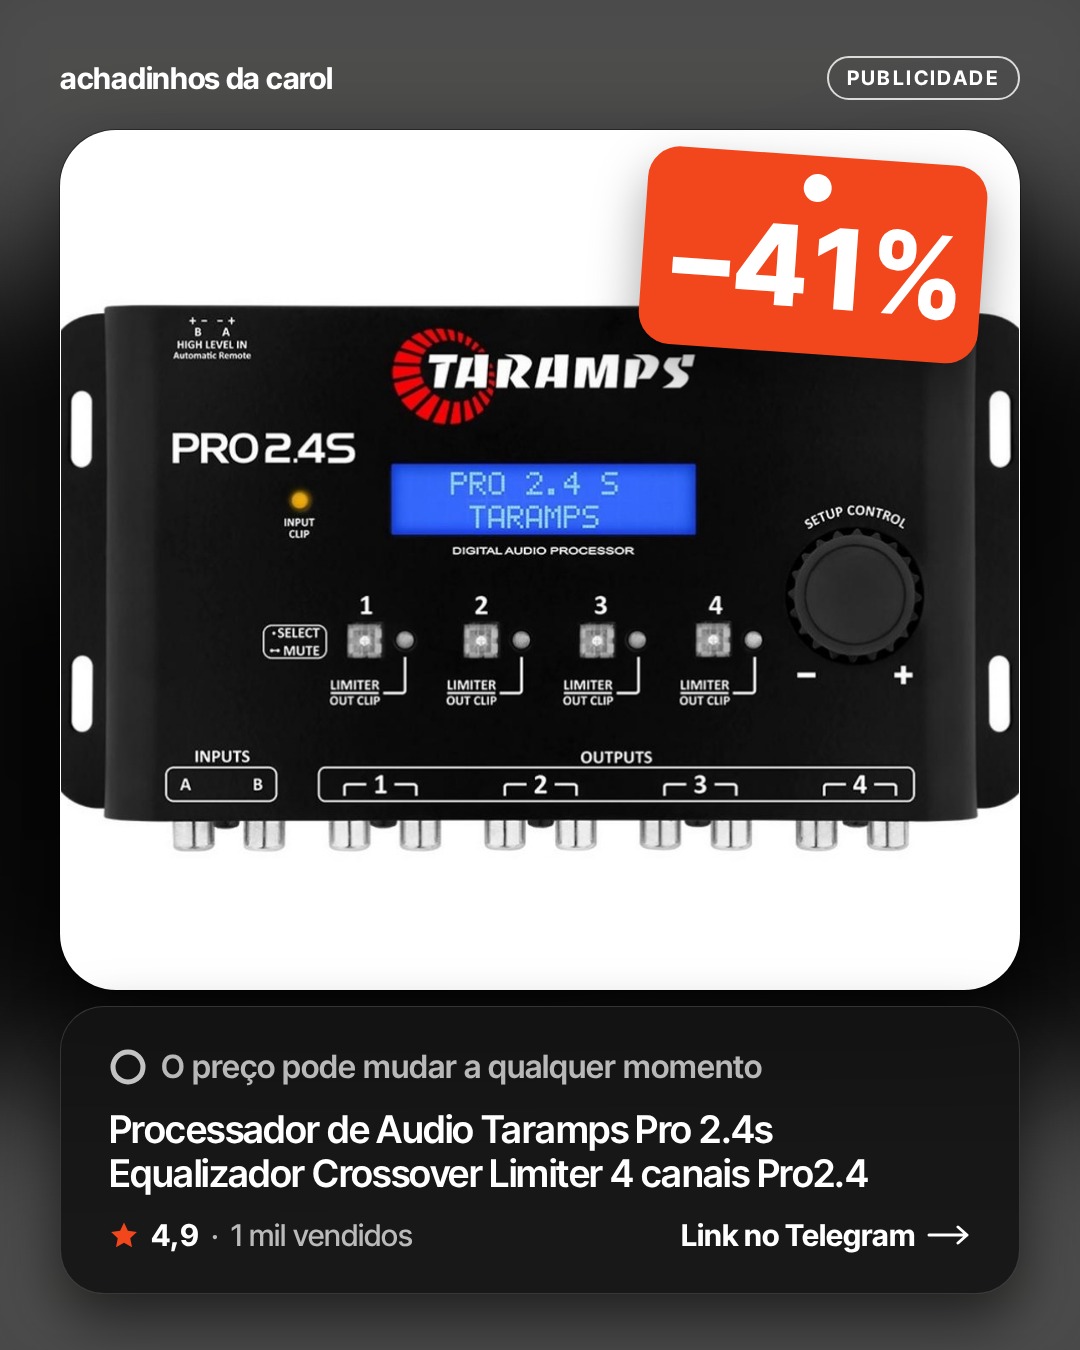 achadinhos da carol
PUBLICIDADE
–41%
+ – – +
B A
HIGH LEVEL IN
Automatic Remote
TARAMPS
PRO 2.4S
PRO 2.4 S
TARAMPS
INPUT
CLIP
DIGITAL AUDIO PROCESSOR
SETUP CONTROL
1 2 3 4
•SELECT
↔ MUTE
– +
LIMITER LIMITER LIMITER LIMITER
OUT CLIP OUT CLIP OUT CLIP OUT CLIP
INPUTS OUTPUTS
A B 1 2 3 4
O preço pode mudar a qualquer momento
Processador de Audio Taramps Pro 2.4s
Equalizador Crossover Limiter 4 canais Pro2.4
4,9 · 1 mil vendidos
Link no Telegram →